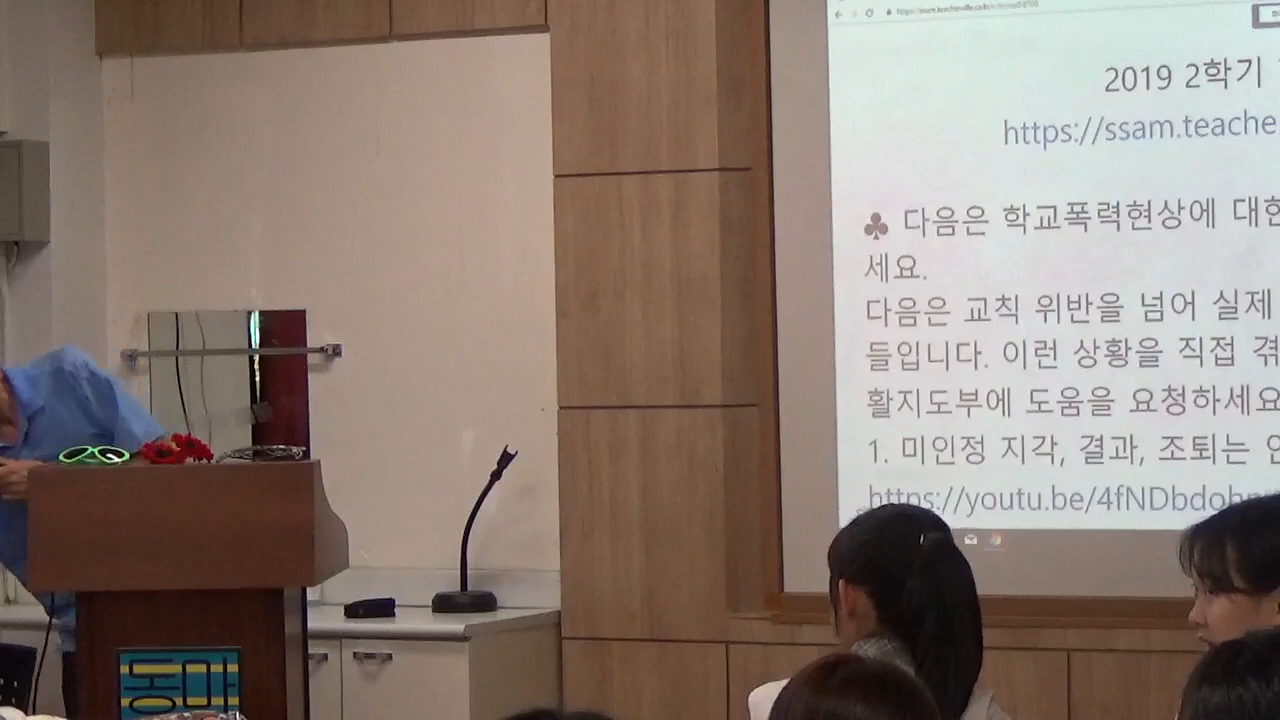 2019 2학기
https://ssam.teache
♣ 다음은 학교폭력현상에 대한
세요.
다음은 교칙 위반을 넘어 실제
들입니다. 이런 상황을 직접 겪
활지도부에 도움을 요청하세요
1. 미인정 지각, 결과, 조퇴는
https://youtu.be/4fNDbdob
동마